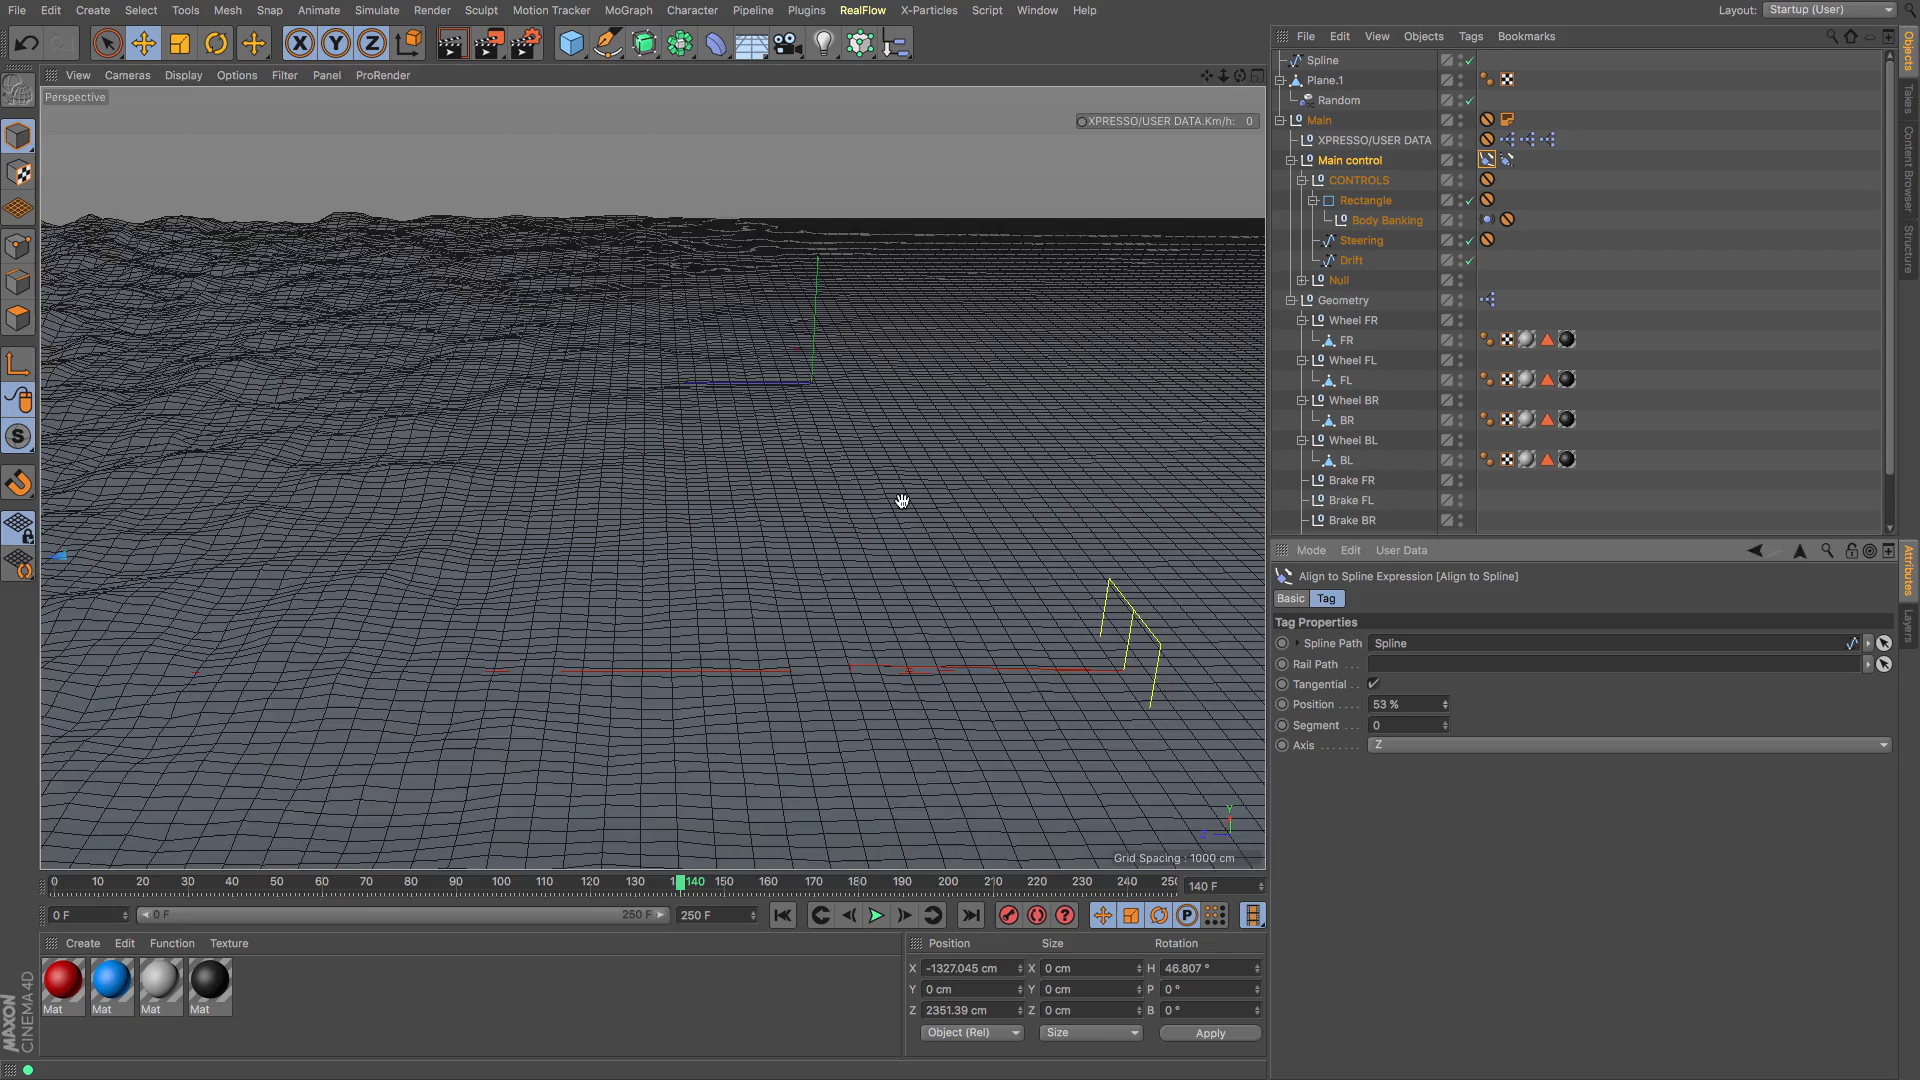 File Edit Create Select Tools Mesh Snap Animate Simulate Render Sculpt Motion Tracker MoGraph Character Pipeline Plugins RealFlow X-Particles Script Window Help
Layout: Startup (User)
View Cameras Display Options Filter Panel ProRender
Perspective
XPRESSO/USER DATA.Km/h: 0
Grid Spacing : 1000 cm
File Edit View Objects Tags Bookmarks
Spline
Plane.1
Random
Main
XPRESSO/USER DATA
Main control
CONTROLS
Rectangle
Body Banking
Steering
Drift
Null
Geometry
Wheel FR
FR
Wheel FL
FL
Wheel BR
BR
Wheel BL
BL
Brake FR
Brake FL
Brake BR
Objects
Takes
Content Browser
Structure
Mode Edit User Data
Align to Spline Expression [Align to Spline]
Basic Tag
Tag Properties
Spline Path Spline
Rail Path . . .
Tangential . .
Position . . . . 53 %
Segment . . . 0
Axis . . . . . . . Z
Attributes
Layers
0 10 20 30 40 50 60 70 80 90 100 110 120 130 140 150 160 170 180 190 200 210 220 230 240 250
140 F
0 F 0 F 250 F 250 F
Create Edit Function Texture
Mat Mat Mat Mat
Position Size Rotation
X -1327.045 cm X 0 cm H 46.807 °
Y 0 cm Y 0 cm P 0 °
Z 2351.39 cm Z 0 cm B 0 °
Object (Rel) Size Apply
MAXON
CINEMA 4D